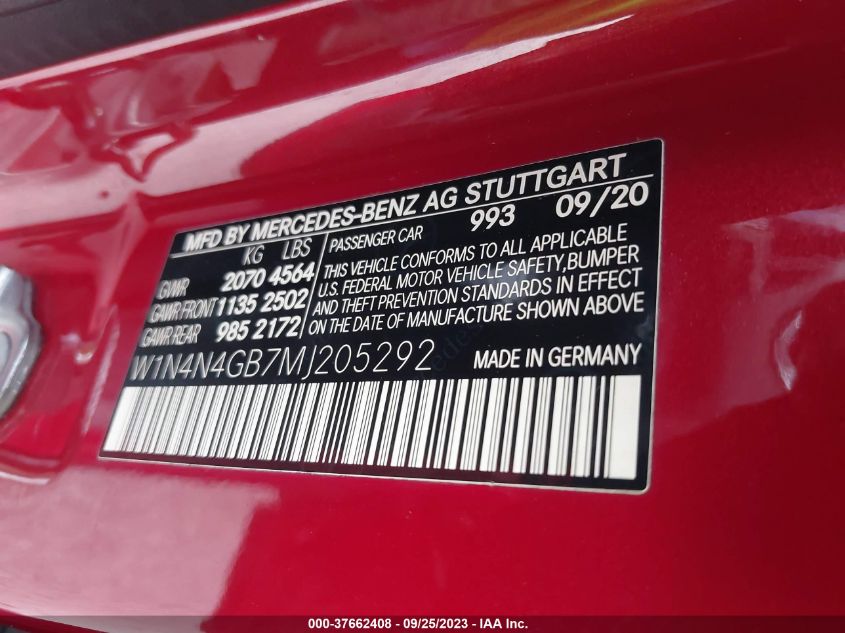 MFD BY MERCEDES-BENZ AG STUTTGART
KG LBS
GVWR 2070 4564
GAWR FRONT 1135 2502
GAWR REAR 985 2172
PASSENGER CAR 993 09/20
THIS VEHICLE CONFORMS TO ALL APPLICABLE
U.S. FEDERAL MOTOR VEHICLE SAFETY, BUMPER
AND THEFT PREVENTION STANDARDS IN EFFECT
ON THE DATE OF MANUFACTURE SHOWN ABOVE
W1N4N4GB7MJ205292 MADE IN GERMANY
000-37662408 - 09/25/2023 - IAA Inc.